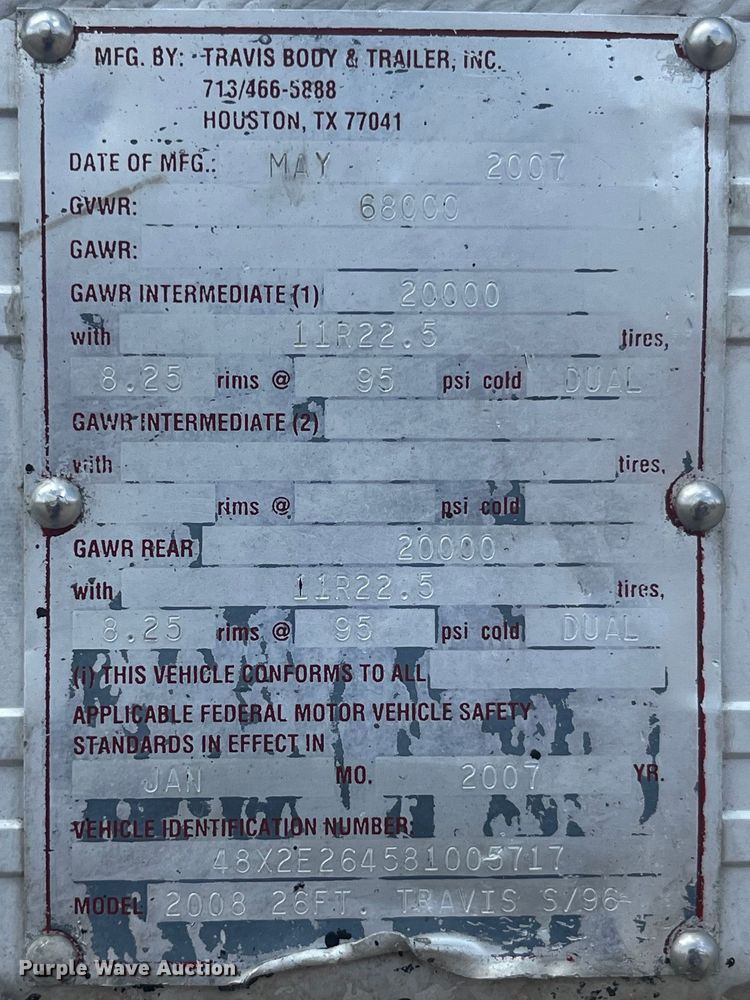 MFG. BY: TRAVIS BODY & TRAILER, INC.
713/466-5888
HOUSTON, TX 77041
DATE OF MFG.: MAY 2007
GVWR: 68000
GAWR:
GAWR INTERMEDIATE (1) 20000
with 11R22.5 tires,
8.25 rims @ 95 psi cold DUAL
GAWR INTERMEDIATE (2)
with tires,
rims @ psi cold
GAWR REAR 20000
with 11R22.5 tires,
8.25 rims @ 95 psi cold DUAL
(i) THIS VEHICLE CONFORMS TO ALL
APPLICABLE FEDERAL MOTOR VEHICLE SAFETY
STANDARDS IN EFFECT IN
JAN MO. 2007 YR.
VEHICLE IDENTIFICATION NUMBER
48X2E264581005717
MODEL 2008 26FT. TRAVIS S/96
Purple Wave Auction